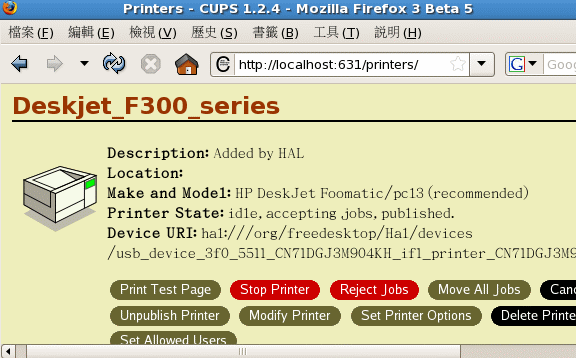 Printers - CUPS 1.2.4 - Mozilla Firefox 3 Beta 5
檔案(F) 編輯(E) 檢視(V) 歷史(S) 書籤(B) 工具(T) 說明(H)
http://localhost:631/printers/ G
Deskjet_F300_series
Description: Added by HAL
Location:
Make and Model: HP DeskJet Foomatic/pc13 (recommended)
Printer State: idle, accepting jobs, published.
Device URI: hal:///org/freedesktop/Hal/devices
/usb_device_3f0_5511_CN71DGJ3M904KH_if1_printer_CN71DGJ3M
Print Test Page Stop Printer Reject Jobs Move All Jobs
Unpublish Printer Modify Printer Set Printer Options Delete Printe
Set Allowed Users